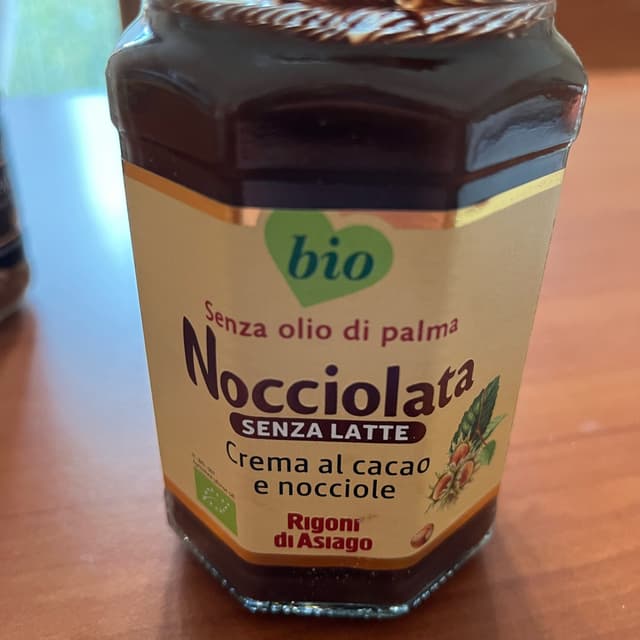 bio
Senza olio di palma
Nocciolata
SENZA LATTE
Crema al cacao
e nocciole
Rigoni
di Asiago